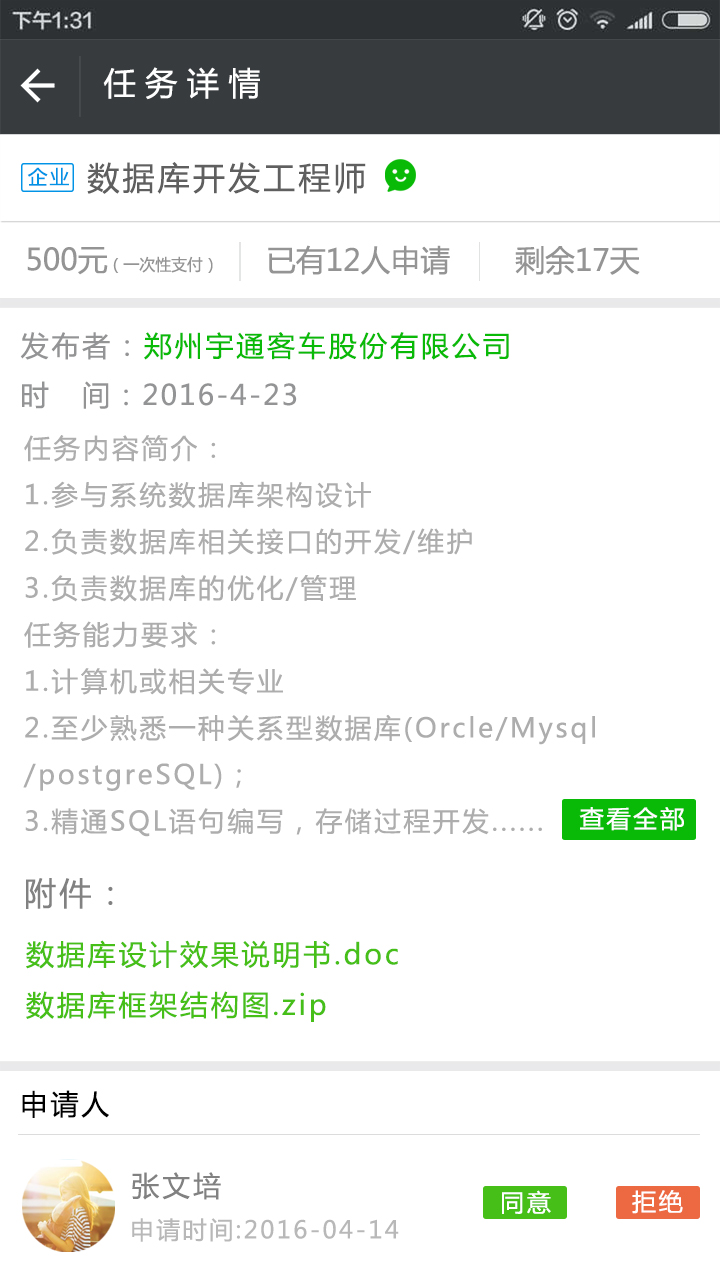 下午1:31
任务详情
企业 数据库开发工程师
500元(一次性支付) 已有12人申请 剩余17天
发布者:郑州宇通客车股份有限公司
时 间:2016-4-23
任务内容简介:
1.参与系统数据库架构设计
2.负责数据库相关接口的开发/维护
3.负责数据库的优化/管理
任务能力要求:
1.计算机或相关专业
2.至少熟悉一种关系型数据库(Orcle/Mysql
/postgreSQL);
3.精通SQL语句编写,存储过程开发...... 查看全部
附件:
数据库设计效果说明书.doc
数据库框架结构图.zip
申请人
张文培
申请时间:2016-04-14 同意 拒绝